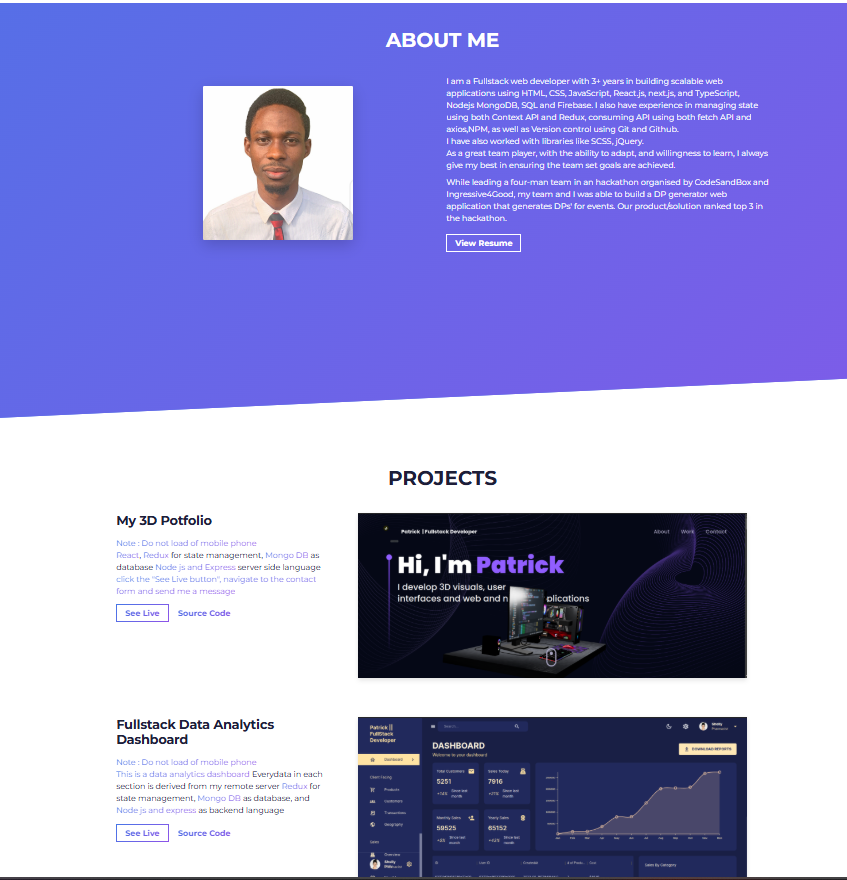 ABOUT ME
I am a Fullstack web developer with 3+ years in building scalable web
applications using HTML, CSS, JavaScript, React.js, next.js, and TypeScript,
Nodejs MongoDB, SQL and Firebase. I also have experience in managing state
using both Context API and Redux, consuming API using both fetch API and
axios,NPM, as well as Version control using Git and Github.
I have also worked with libraries like SCSS, jQuery.
As a great team player, with the ability to adapt, and willingness to learn, I always
give my best in ensuring the team set goals are achieved.
While leading a four-man team in an hackathon organised by CodeSandBox and
Ingressive4Good, my team and I was able to build a DP generator web
application that generates DPs' for events. Our product/solution ranked top 3 in
the hackathon.
View Resume
PROJECTS
My 3D Potfolio
Note : Do not load of mobile phone
React, Redux for state management, Mongo DB as
database Node js and Express server side language
click the "See Live button", navigate to the contact
form and send me a message
See Live Source Code
Patrick | Fullstack Developer
About Work Contact
Hi, I'm Patrick
I develop 3D visuals, user
interfaces and web and plications
Fullstack Data Analytics
Dashboard
Note : Do not load of mobile phone
This is a data analytics dashboard Everydata in each
section is derived from my remote server Redux for
state management, Mongo DB as database, and
Node js and express as backend language
See Live Source Code
Patrick ||
FullStack
Developer
Search...
Dashboard
Client Facing
Products
Customers
Transactions
Geography
Sales
Overview
DASHBOARD
Welcome to your dashboard
DOWNLOAD REPORTS
Total Customers
5251
+14%
Since last
month
Sales Today
7916
+21%
Since last
month
Monthly Sales
59525
+5%
Since last
month
Yearly Sales
65152
+43%
Since last
month
Sales By Category